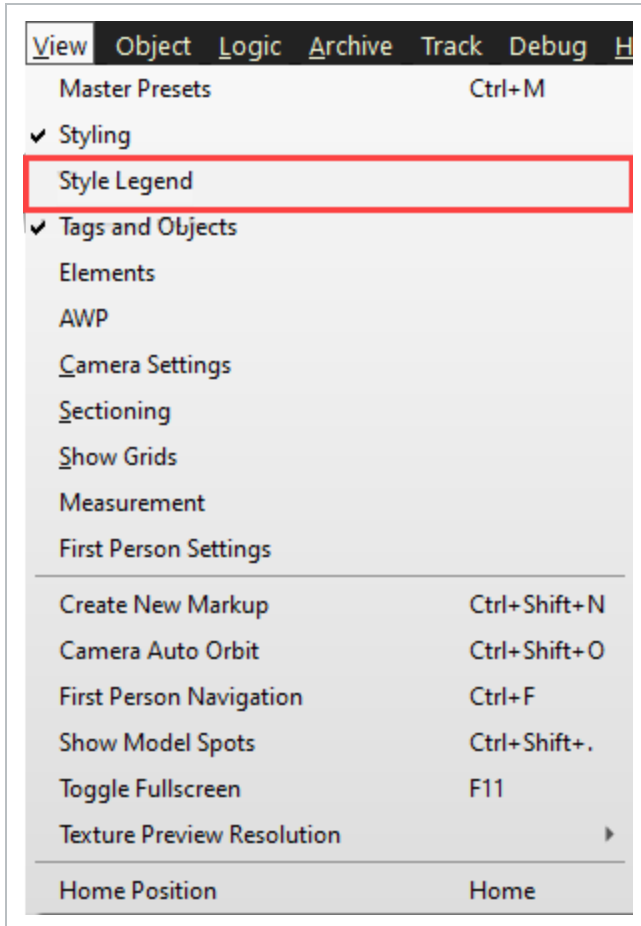 View Object Logic Archive Track Debug H
Master Presets Ctrl+M
Styling
Style Legend
Tags and Objects
Elements
AWP
Camera Settings
Sectioning
Show Grids
Measurement
First Person Settings
Create New Markup Ctrl+Shift+N
Camera Auto Orbit Ctrl+Shift+O
First Person Navigation Ctrl+F
Show Model Spots Ctrl+Shift+.
Toggle Fullscreen F11
Texture Preview Resolution
Home Position Home